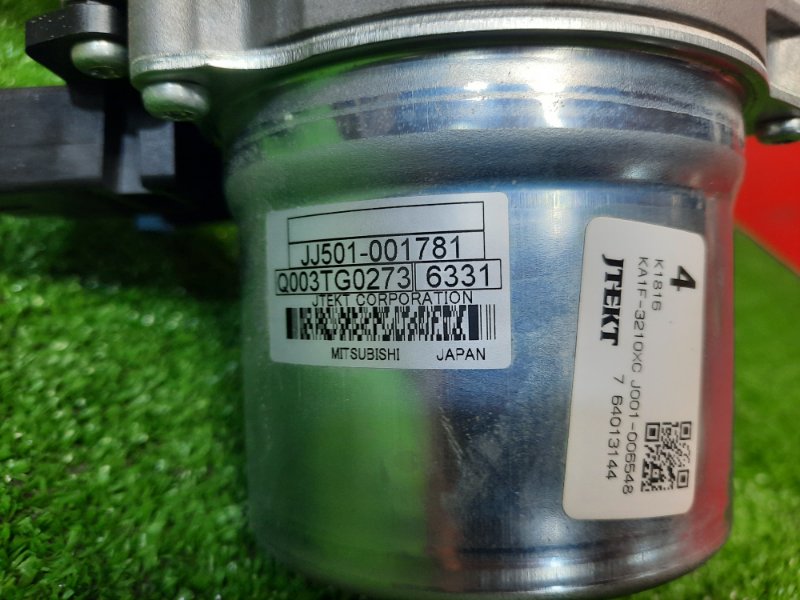 JJ501-001781
Q003TG0273 6331
JTEKT CORPORATION
MITSUBISHI JAPAN
4
K1816
KA1F-3210XC J001-006548
JTEKT
7 64013144